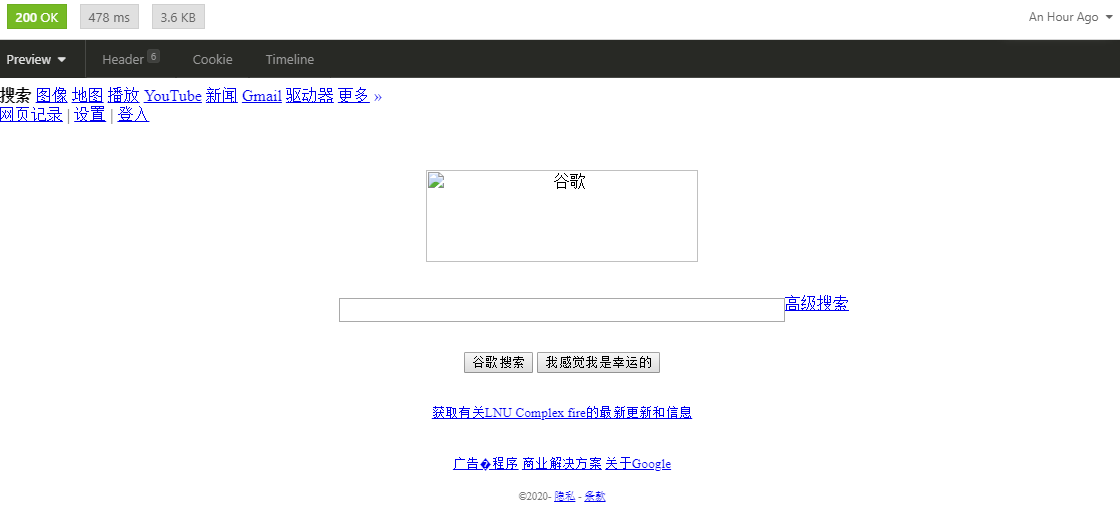 200 OK 478 ms 3.6 KB An Hour Ago
Preview Header 6 Cookie Timeline
搜索 图像 地图 播放 YouTube 新闻 Gmail 驱动器 更多 »
网页记录 | 设置 | 登入
谷歌
高级搜索
谷歌搜索 我感觉我是幸运的
获取有关LNU Complex fire的最新更新和信息
广告�程序 商业解决方案 关于Google
©2020- 隐私 - 条款